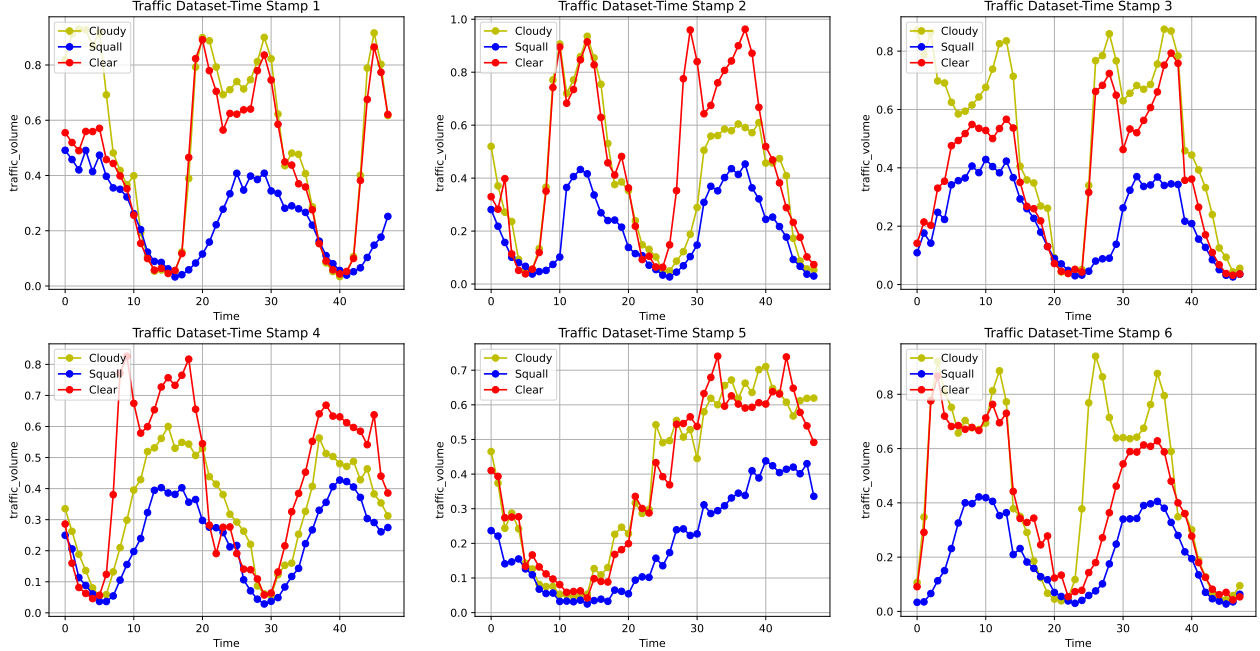 Traffic Dataset-Time Stamp 1
traffic_volume
0.8
0.6
0.4
0.2
0.0
Cloudy
Squall
Clear
0 10 20 30 40
Time
Traffic Dataset-Time Stamp 2
traffic_volume
1.0
0.8
0.6
0.4
0.2
0.0
Cloudy
Squall
Clear
0 10 20 30 40
Time
Traffic Dataset-Time Stamp 3
traffic_volume
0.8
0.6
0.4
0.2
0.0
Cloudy
Squall
Clear
0 10 20 30 40
Time
Traffic Dataset-Time Stamp 4
traffic_volume
0.8
0.7
0.6
0.5
0.4
0.3
0.2
0.1
0.0
Cloudy
Squall
Clear
0 10 20 30 40
Time
Traffic Dataset-Time Stamp 5
traffic_volume
0.7
0.6
0.5
0.4
0.3
0.2
0.1
0.0
Cloudy
Squall
Clear
0 10 20 30 40
Time
Traffic Dataset-Time Stamp 6
traffic_volume
0.8
0.6
0.4
0.2
0.0
Cloudy
Squall
Clear
0 10 20 30 40
Time